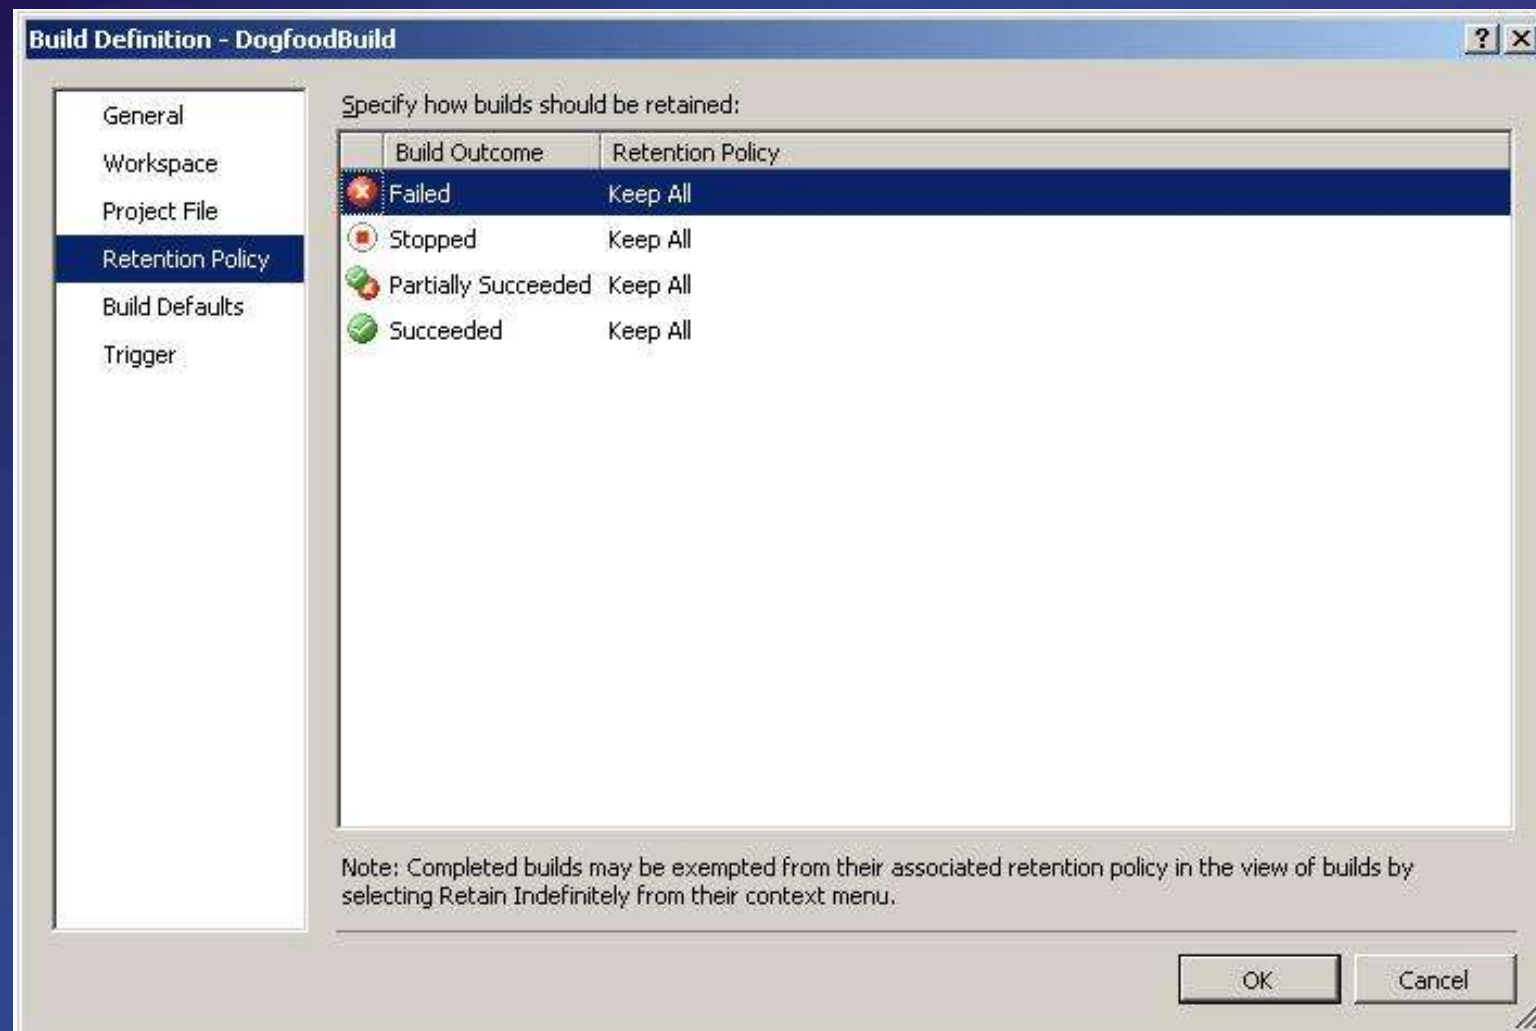 Build Definition - DogfoodBuild
General
Workspace
Project File
Retention Policy
Build Defaults
Trigger
Specify how builds should be retained:
Build Outcome Retention Policy
Failed Keep All
Stopped Keep All
Partially Succeeded Keep All
Succeeded Keep All
Note: Completed builds may be exempted from their associated retention policy in the view of builds by
selecting Retain Indefinitely from their context menu.
OK Cancel